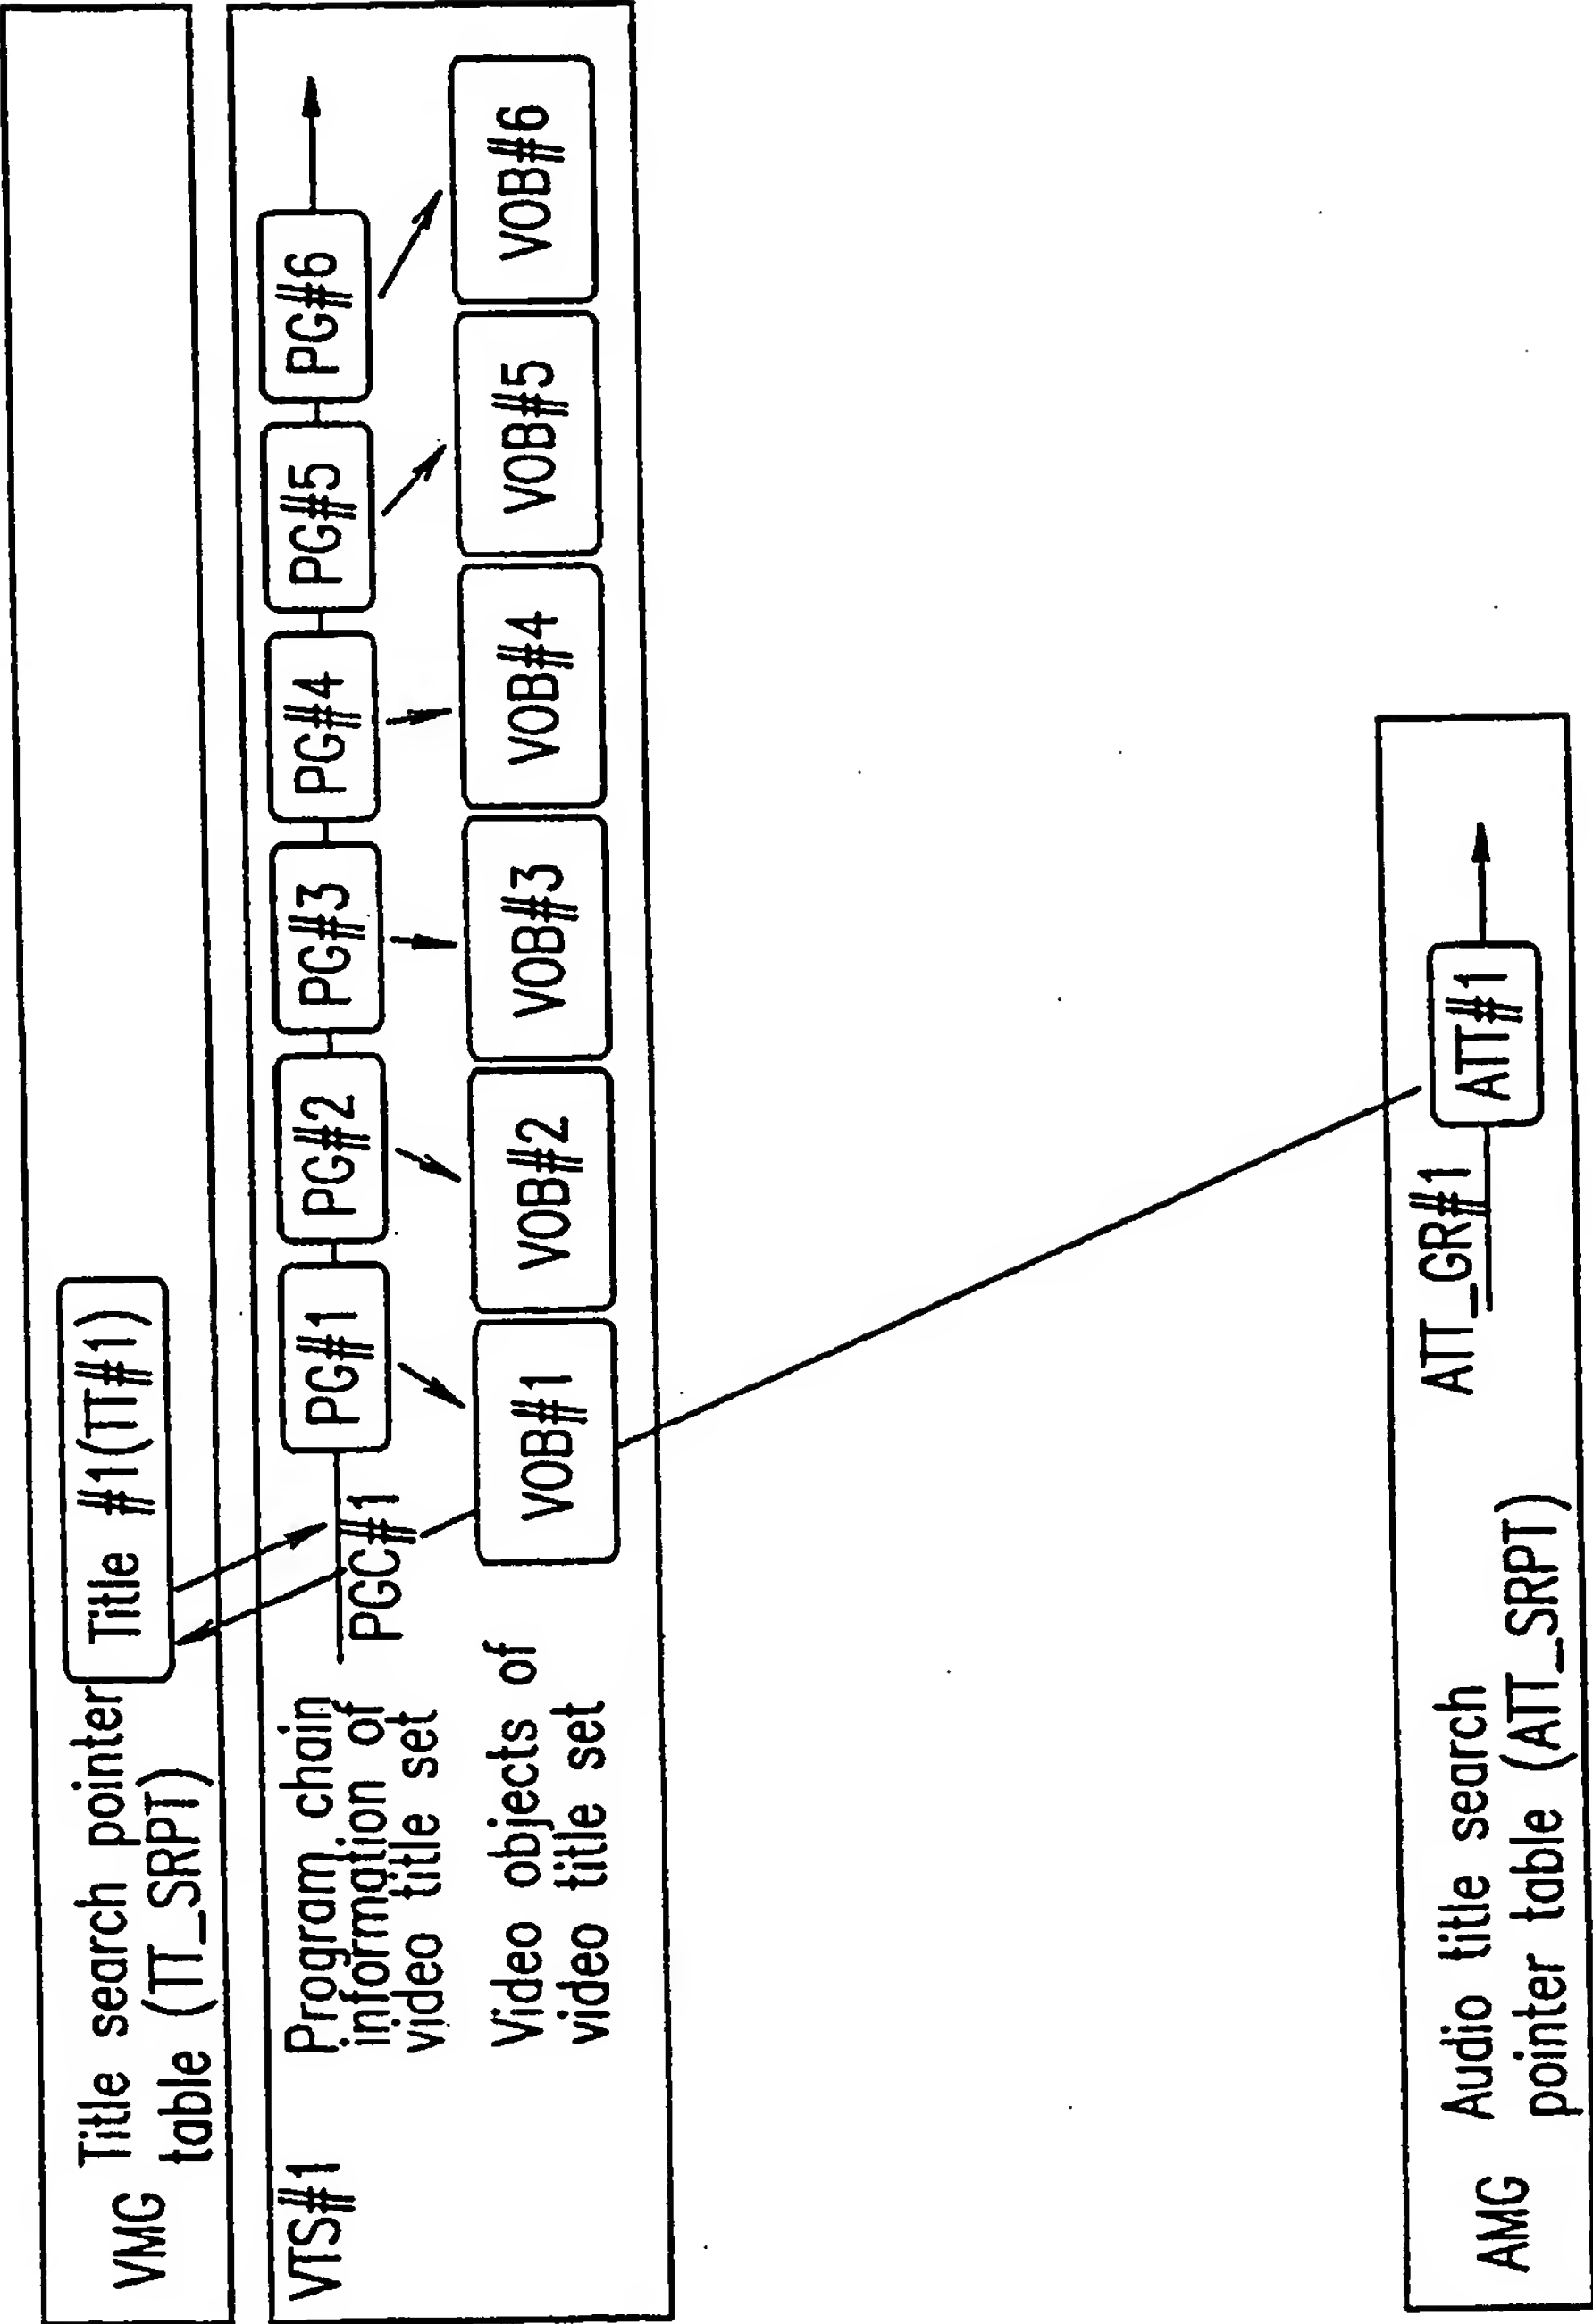 VMG
Title search pointer
table (TT_SRPT)
Title #1(TT#1)
VTS#1
Program chain
information of
video title set
PGC#1
PG#1
PG#2
PG#3
PG#4
PG#5
PG#6
Video objects of
video title set
VOB#1
VOB#2
VOB#3
VOB#4
VOB#5
VOB#6
AMG
Audio title search
pointer table (ATT_SRPT)
ATT_GR#1
ATT#1